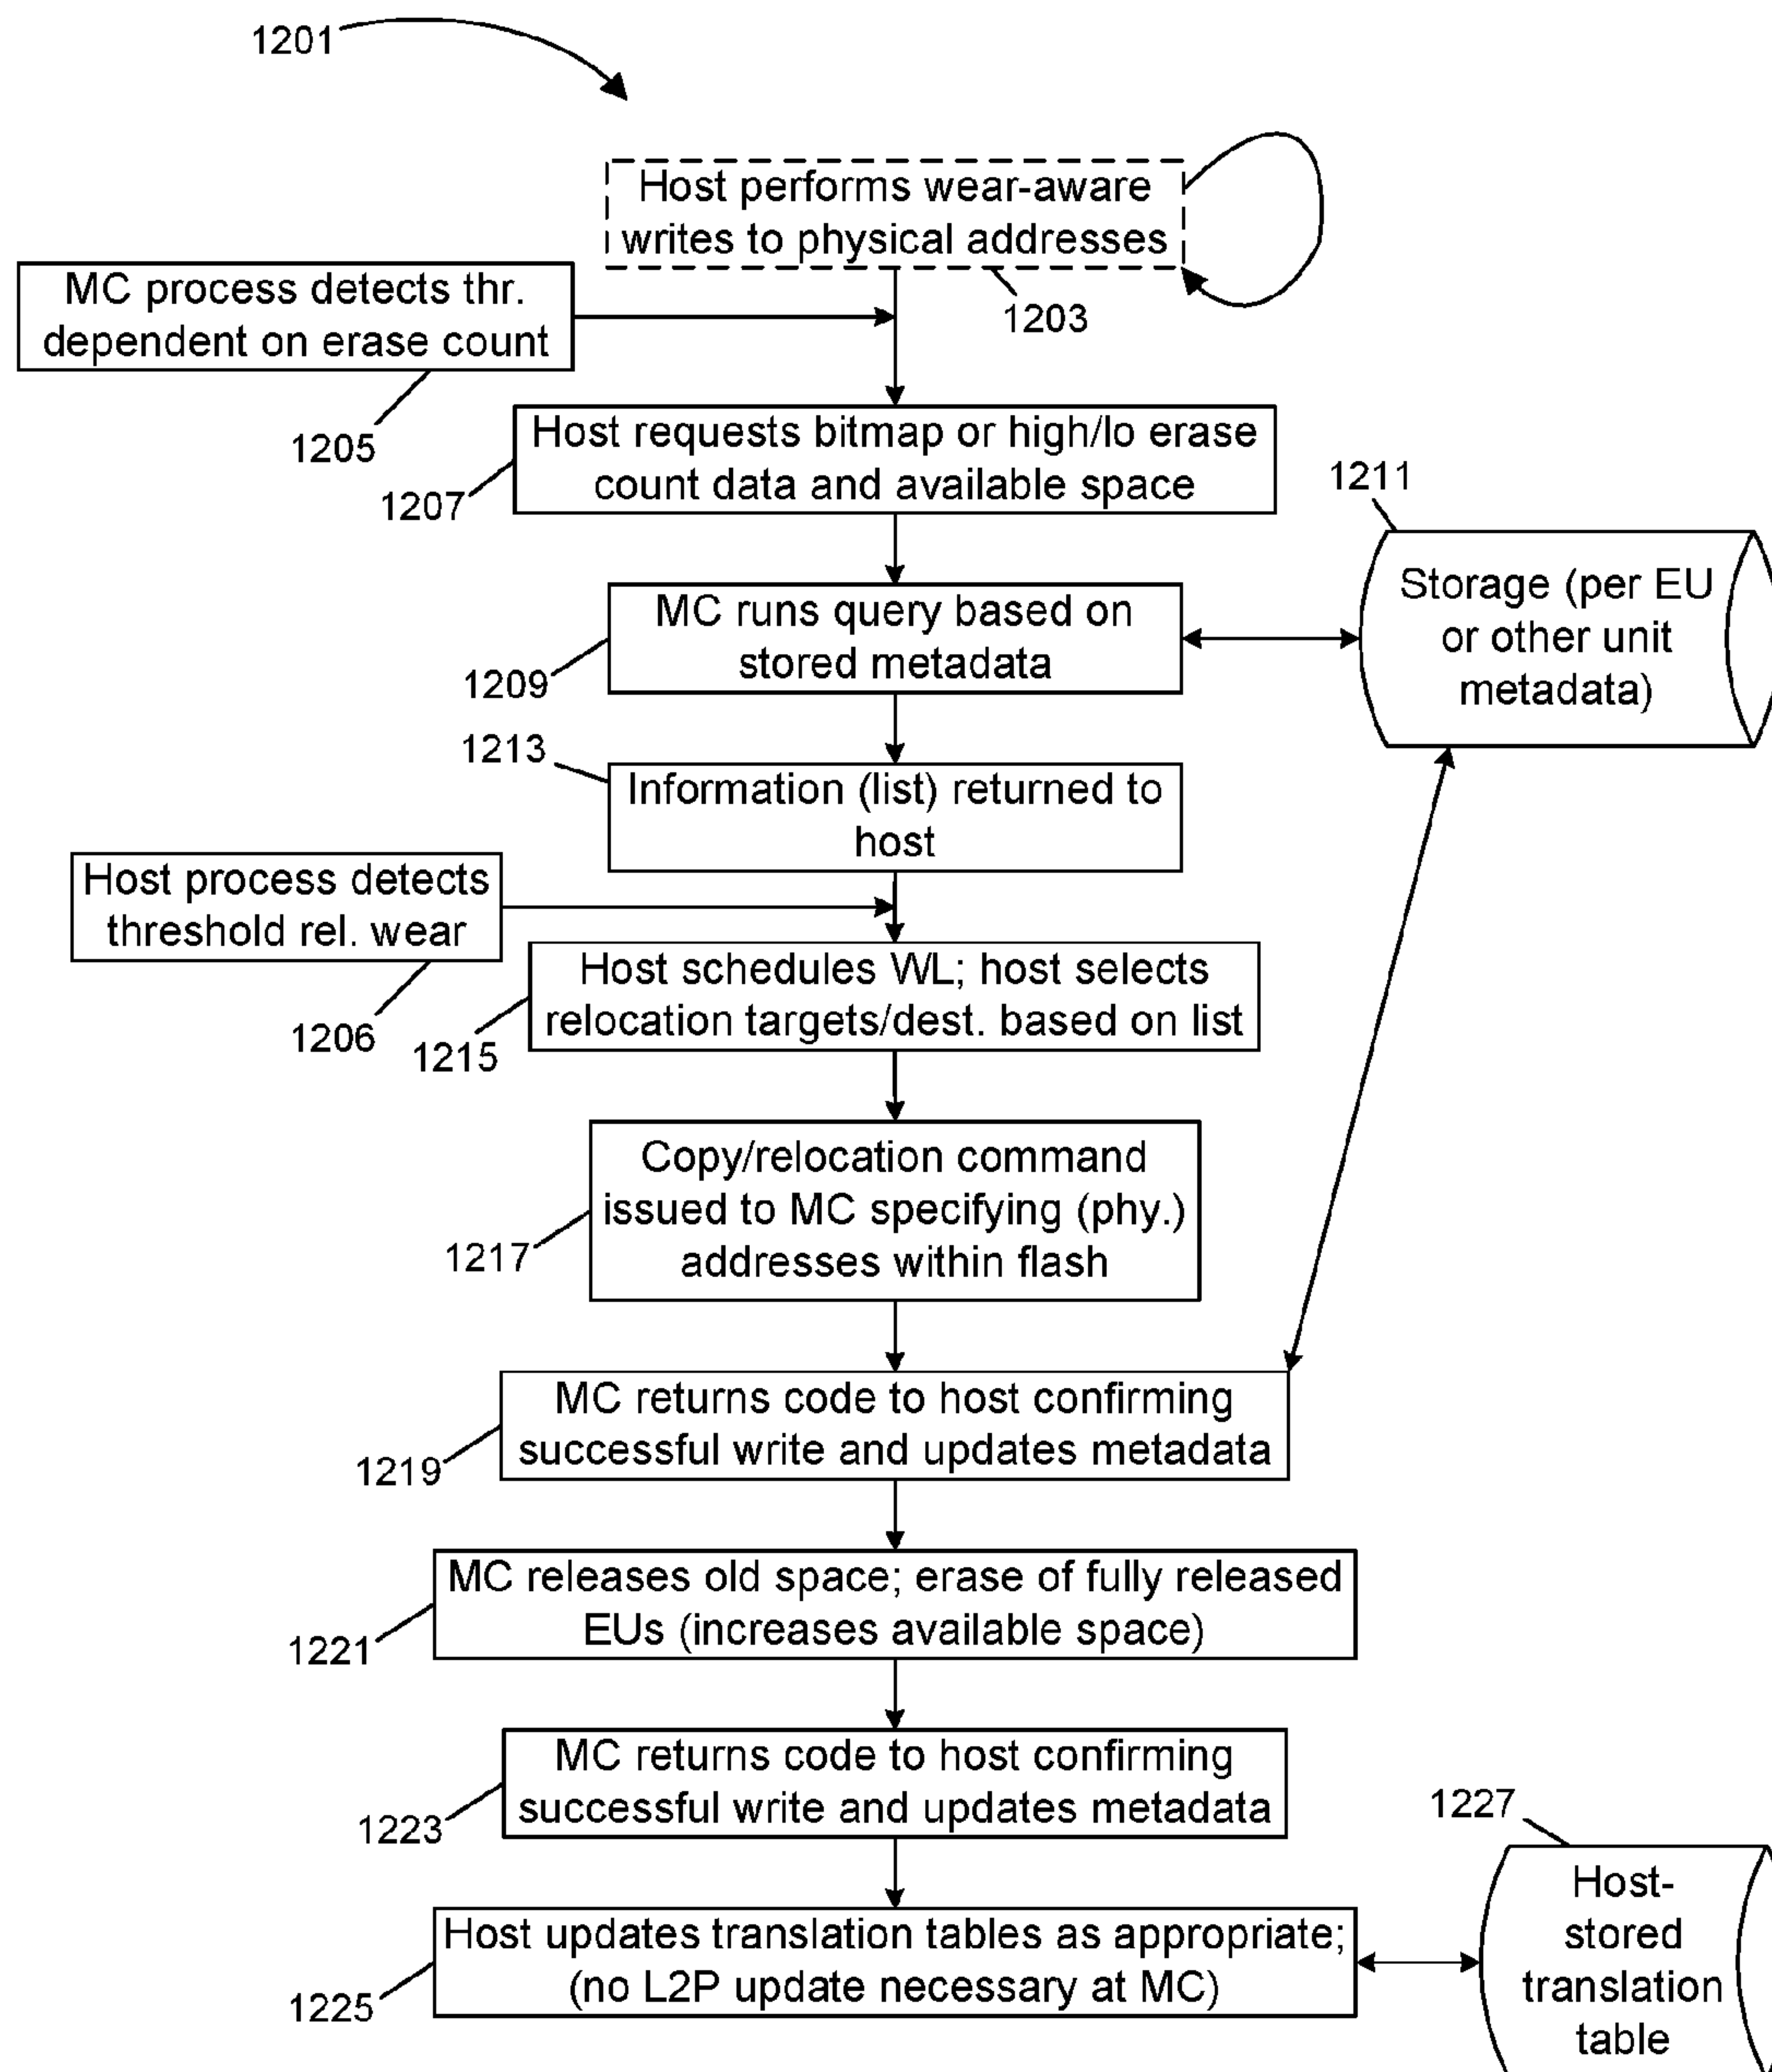 1201
Host performs wear-aware
writes to physical addresses
1203
MC process detects thr.
dependent on erase count
1205
Host requests bitmap or high/lo erase
count data and available space
1207
1211
Storage (per EU
or other unit
metadata)
MC runs query based on
stored metadata
1209
1213
Information (list) returned to
host
Host process detects
threshold rel. wear
1206
Host schedules WL; host selects
relocation targets/dest. based on list
1215
Copy/relocation command
issued to MC specifying (phy.)
addresses within flash
1217
MC returns code to host confirming
successful write and updates metadata
1219
MC releases old space; erase of fully released
EUs (increases available space)
1221
MC returns code to host confirming
successful write and updates metadata
1223
1227
Host-
stored
translation
table
Host updates translation tables as appropriate;
(no L2P update necessary at MC)
1225